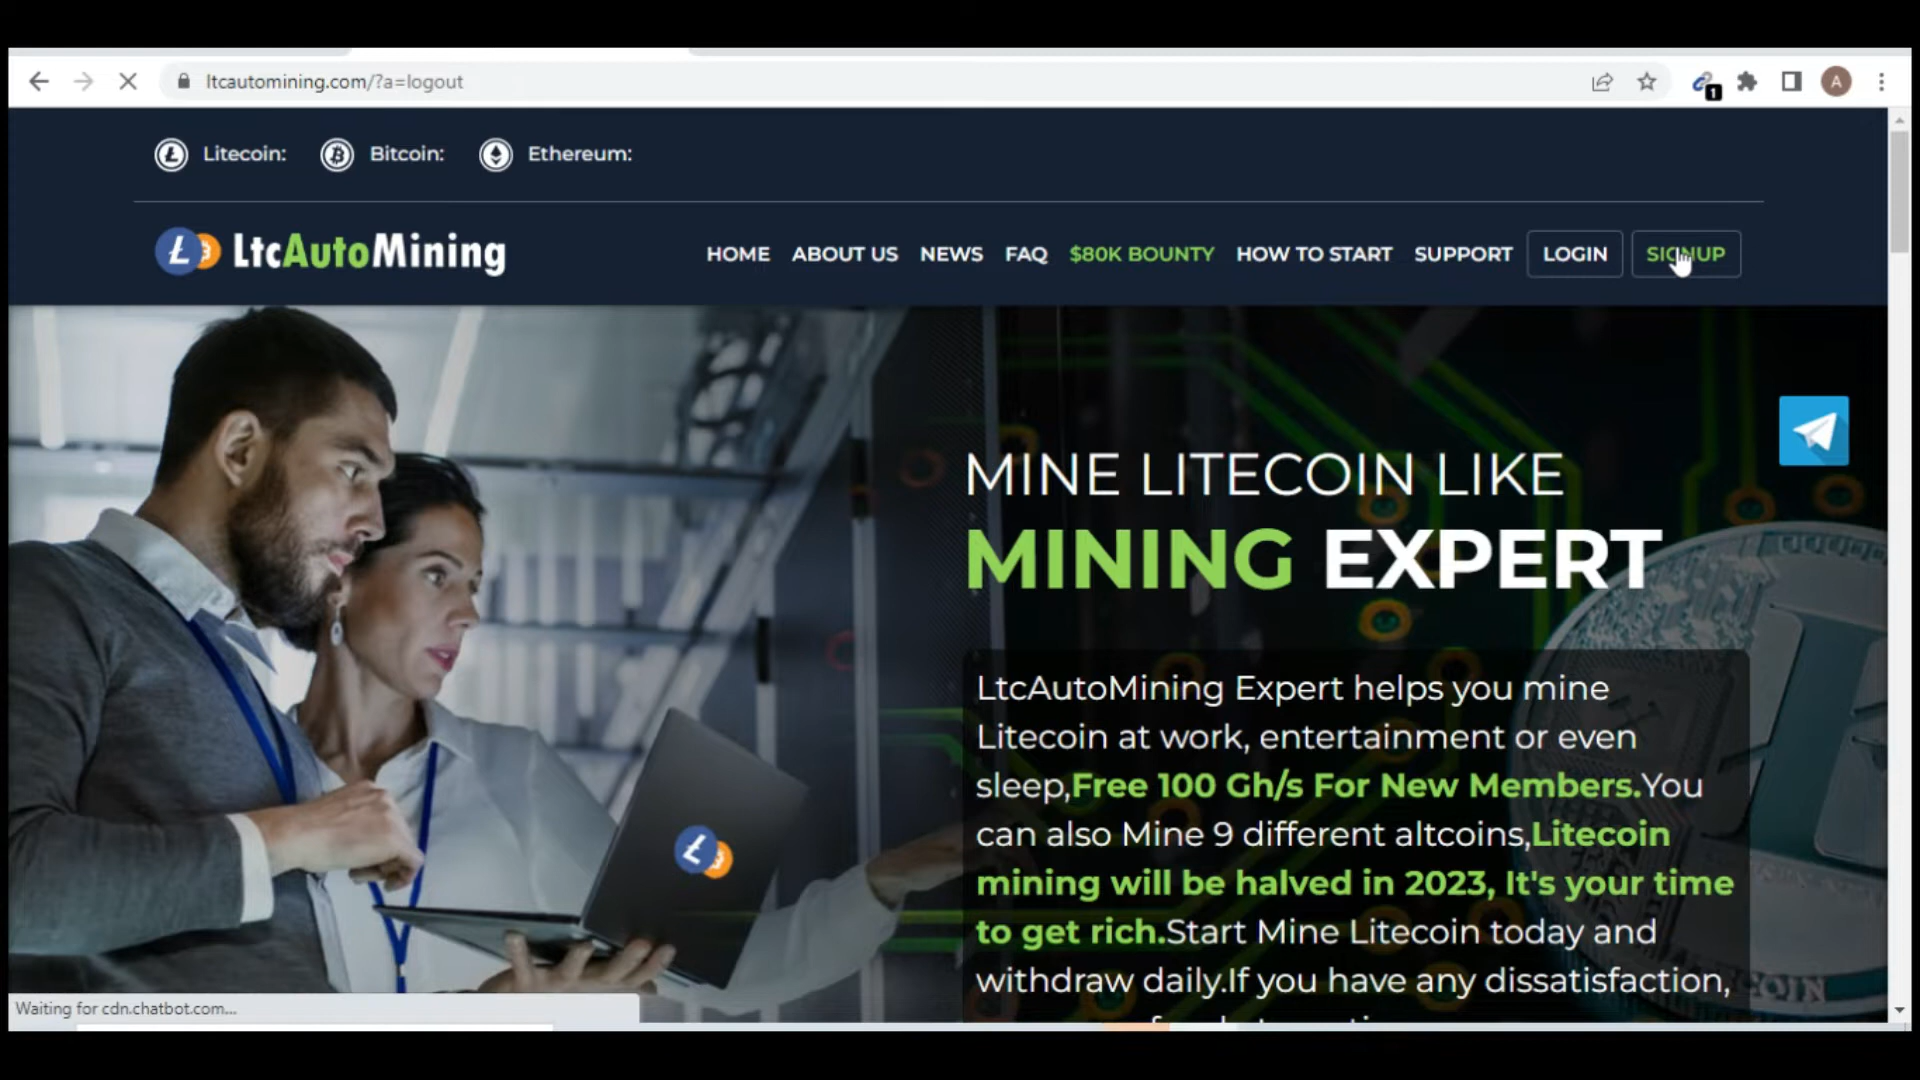 ltcautomining.com/?a=logout
1
A
Litecoin:
Bitcoin:
Ethereum:
LtcAutoMining
HOME
ABOUT US
NEWS
FAQ
$80K BOUNTY
HOW TO START
SUPPORT
LOGIN
SIGNUP
MINE LITECOIN LIKE
MINING EXPERT
LtcAutoMining Expert helps you mine
Litecoin at work, entertainment or even
sleep,Free 100 Gh/s For New Members.You
can also Mine 9 different altcoins,Litecoin
mining will be halved in 2023, It's your time
to get rich.Start Mine Litecoin today and
withdraw daily.If you have any dissatisfaction,
Waiting for cdn.chatbot.com...